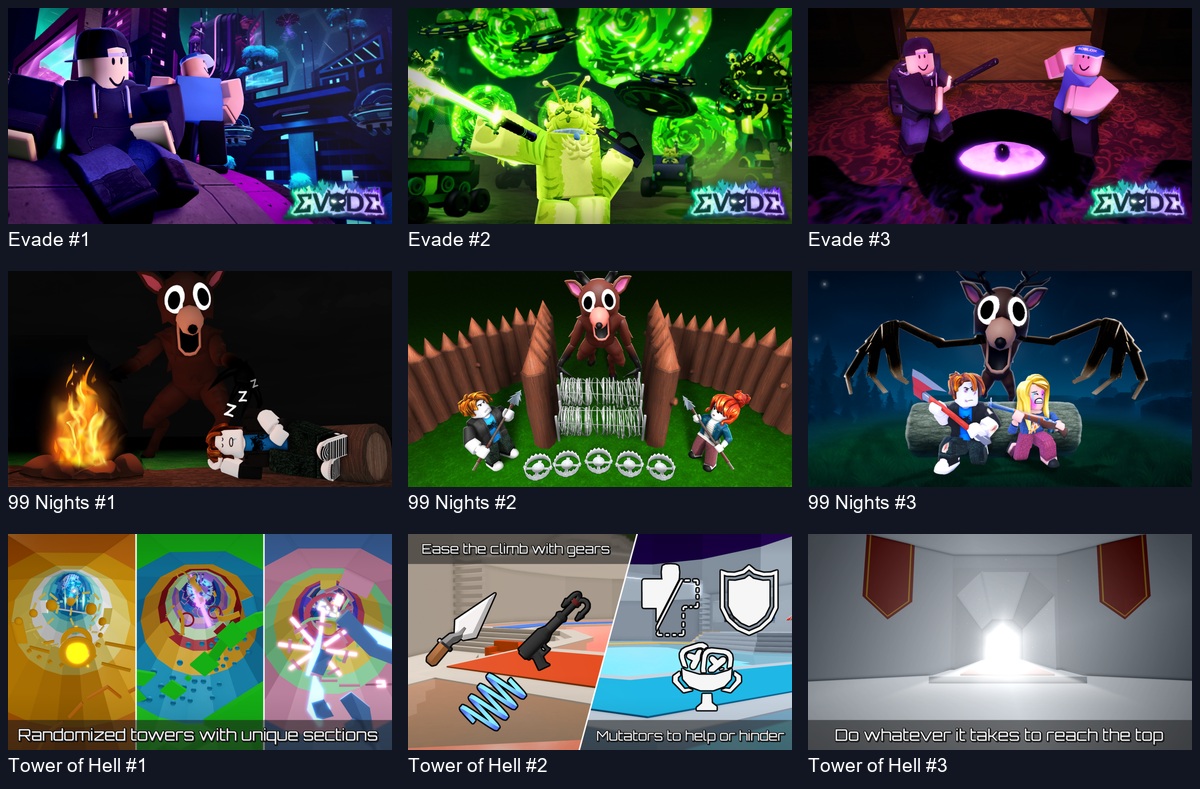 EVADE
EVADE
EVADE
Evade #1
Evade #2
Evade #3
z z z
99 Nights #1
99 Nights #2
99 Nights #3
Ease the climb with gears
Randomized towers with unique sections
Mutators to help or hinder
Do whatever it takes to reach the top
Tower of Hell #1
Tower of Hell #2
Tower of Hell #3